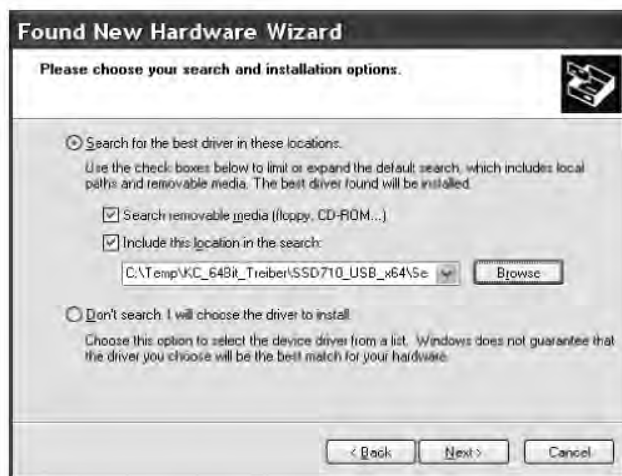 Found New Hardware Wizard
Please choose your search and installation options.
Search for the best driver in these locations.
Use the check boxes below to limit or expand the default search, which includes local
paths and removable media. The best driver found will be installed.
Search removable media (floppy, CD-ROM...)
Include this location in the search:
C:\Temp\KC_64Bit_Treiber\SSD710_USB_x64\Se
Browse
Don't search. I will choose the driver to install.
Choose this option to select the device driver from a list. Windows does not guarantee that
the driver you choose will be the best match for your hardware.
< Back
Next >
Cancel